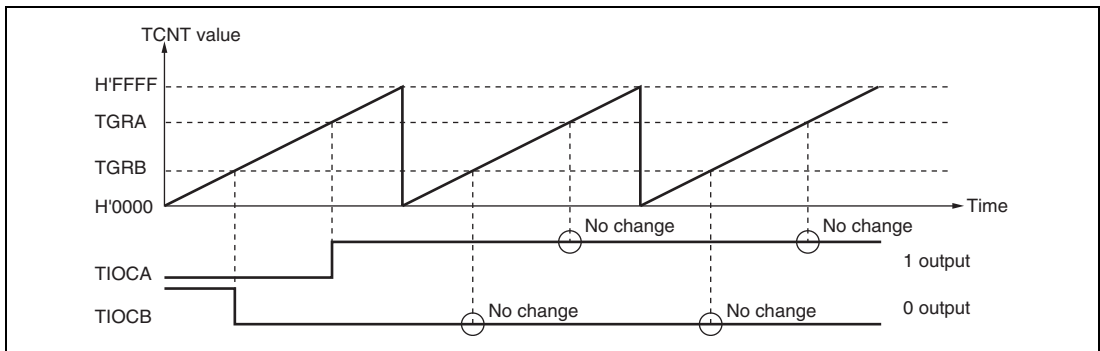 TCNT value
H'FFFF
TGRA
TGRB
H'0000
Time
No change
No change
TIOCA
1 output
No change
No change
TIOCB
0 output